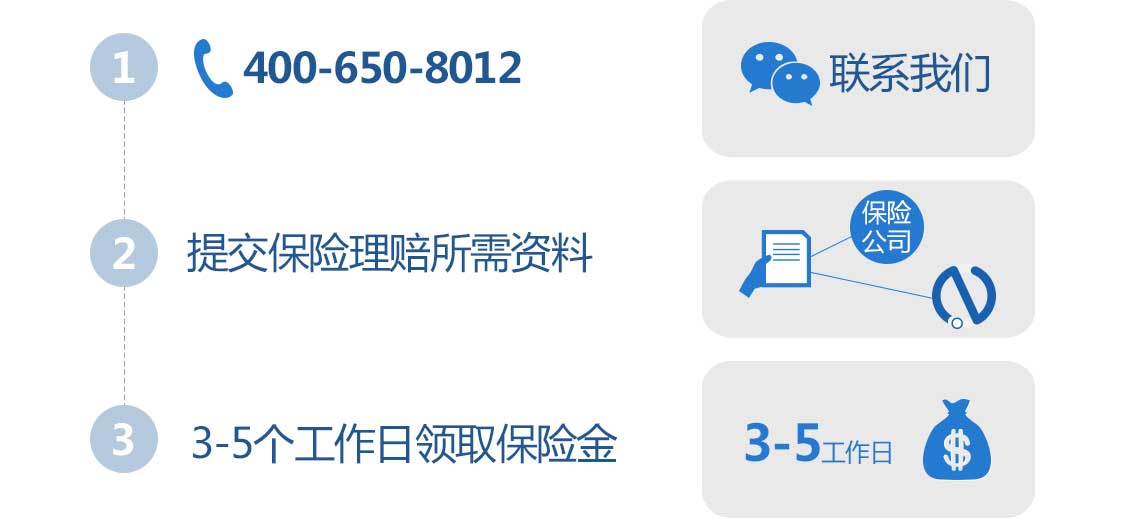 1
400-650-8012
联系我们
2
提交保险理赔所需资料
保险
公司
3
3-5个工作日领取保险金
3-5工作日
$